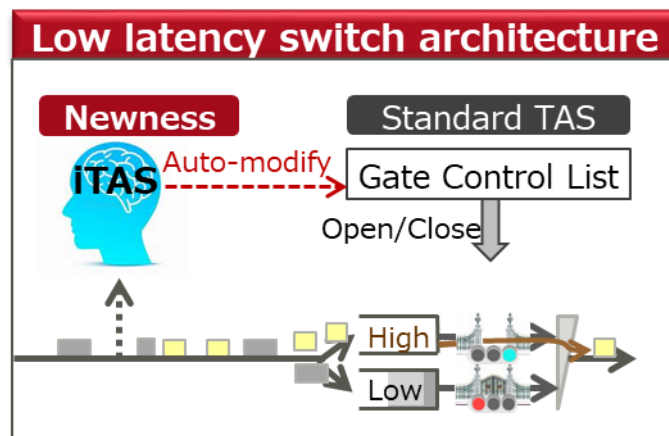 Low latency switch architecture
Newness
Standard TAS
iTAS
Auto-modify
Gate Control List
Open/Close
High
Low